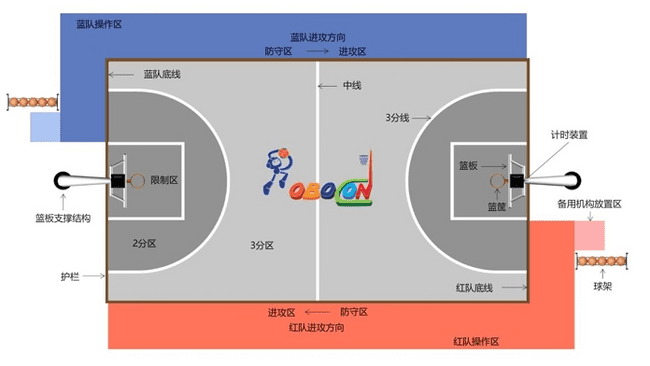 蓝队操作区
蓝队进攻方向
防守区
进攻区
蓝队底线
中线
3分线
计时装置
篮板
限制区
ROBOCON
篮筐
备用机构放置区
篮板支撑结构
2分区
3分区
护栏
球架
红队底线
进攻区
防守区
红队进攻方向
红队操作区